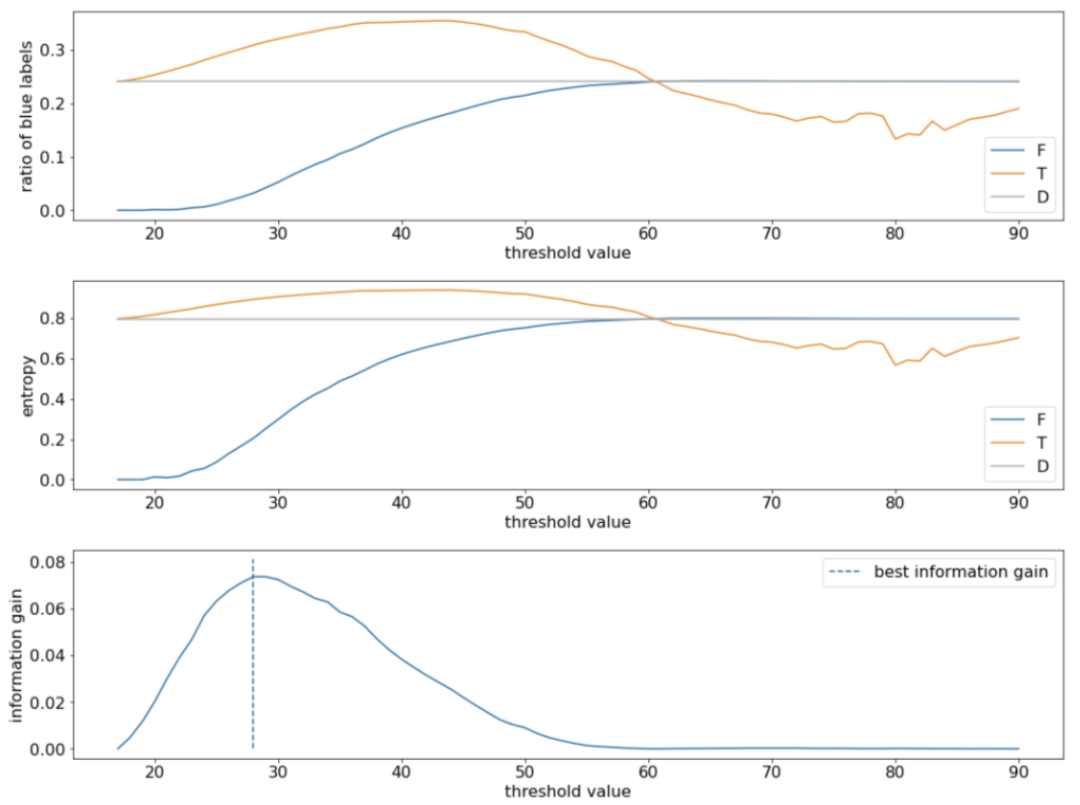 ratio of blue labels
0.3
0.2
0.1
0.0
F
T
D
20 30 40 50 60 70 80 90
threshold value
entropy
0.8
0.6
0.4
0.2
0.0
F
T
D
20 30 40 50 60 70 80 90
threshold value
information gain
0.08
0.06
0.04
0.02
0.00
best information gain
20 30 40 50 60 70 80 90
threshold value